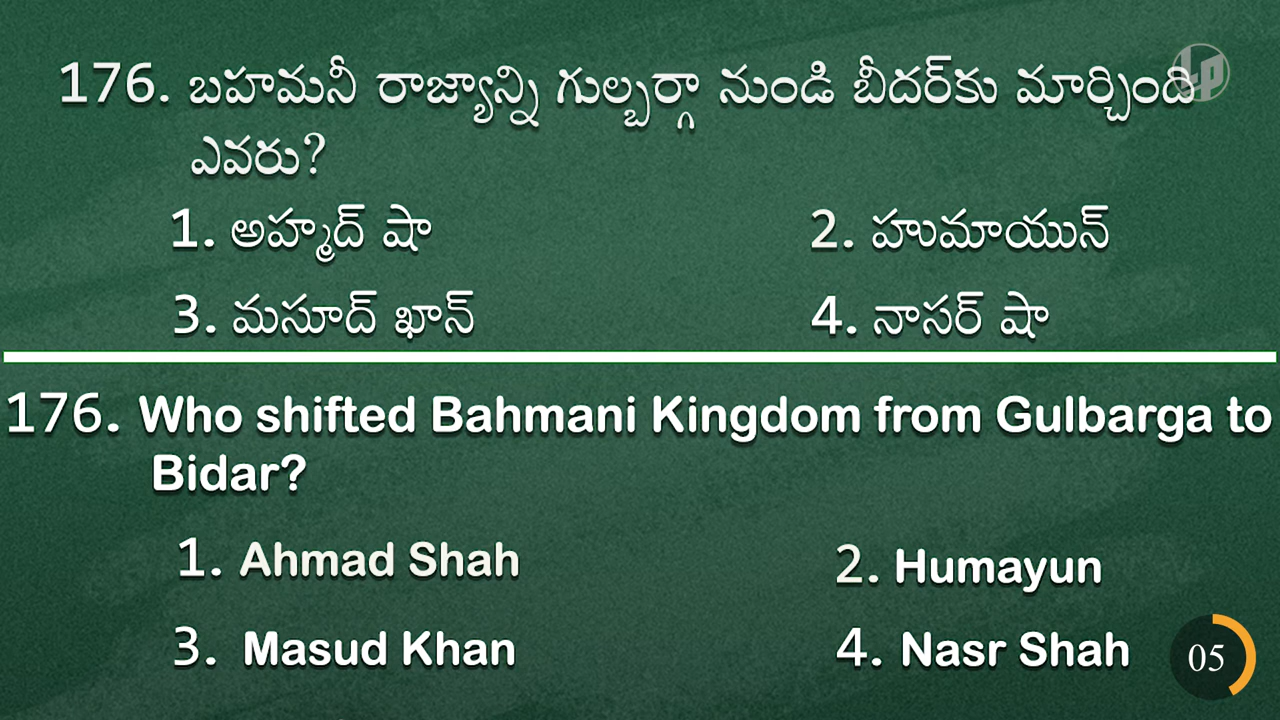 176. బహమనీ రాజ్యాన్ని గుల్బర్గా నుండి బీదర్‌కు మార్చింది
ఎవరు?
1. అహ్మద్ షా
2. హుమాయున్
3. మసూద్ ఖాన్
4. నాసర్ షా
176. Who shifted Bahmani Kingdom from Gulbarga to
Bidar?
1. Ahmad Shah
2. Humayun
3. Masud Khan
4. Nasr Shah
05
LP